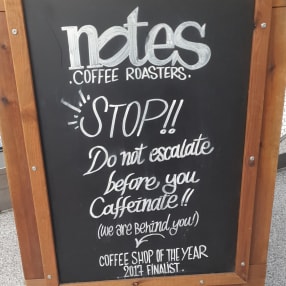 notes
. COFFEE ROASTERS .
STOP!!
Do not escalate
before you
Caffeinate!!
(We are Behind you!)
COFFEE SHOP OF THE YEAR
. 2017 FINALIST .